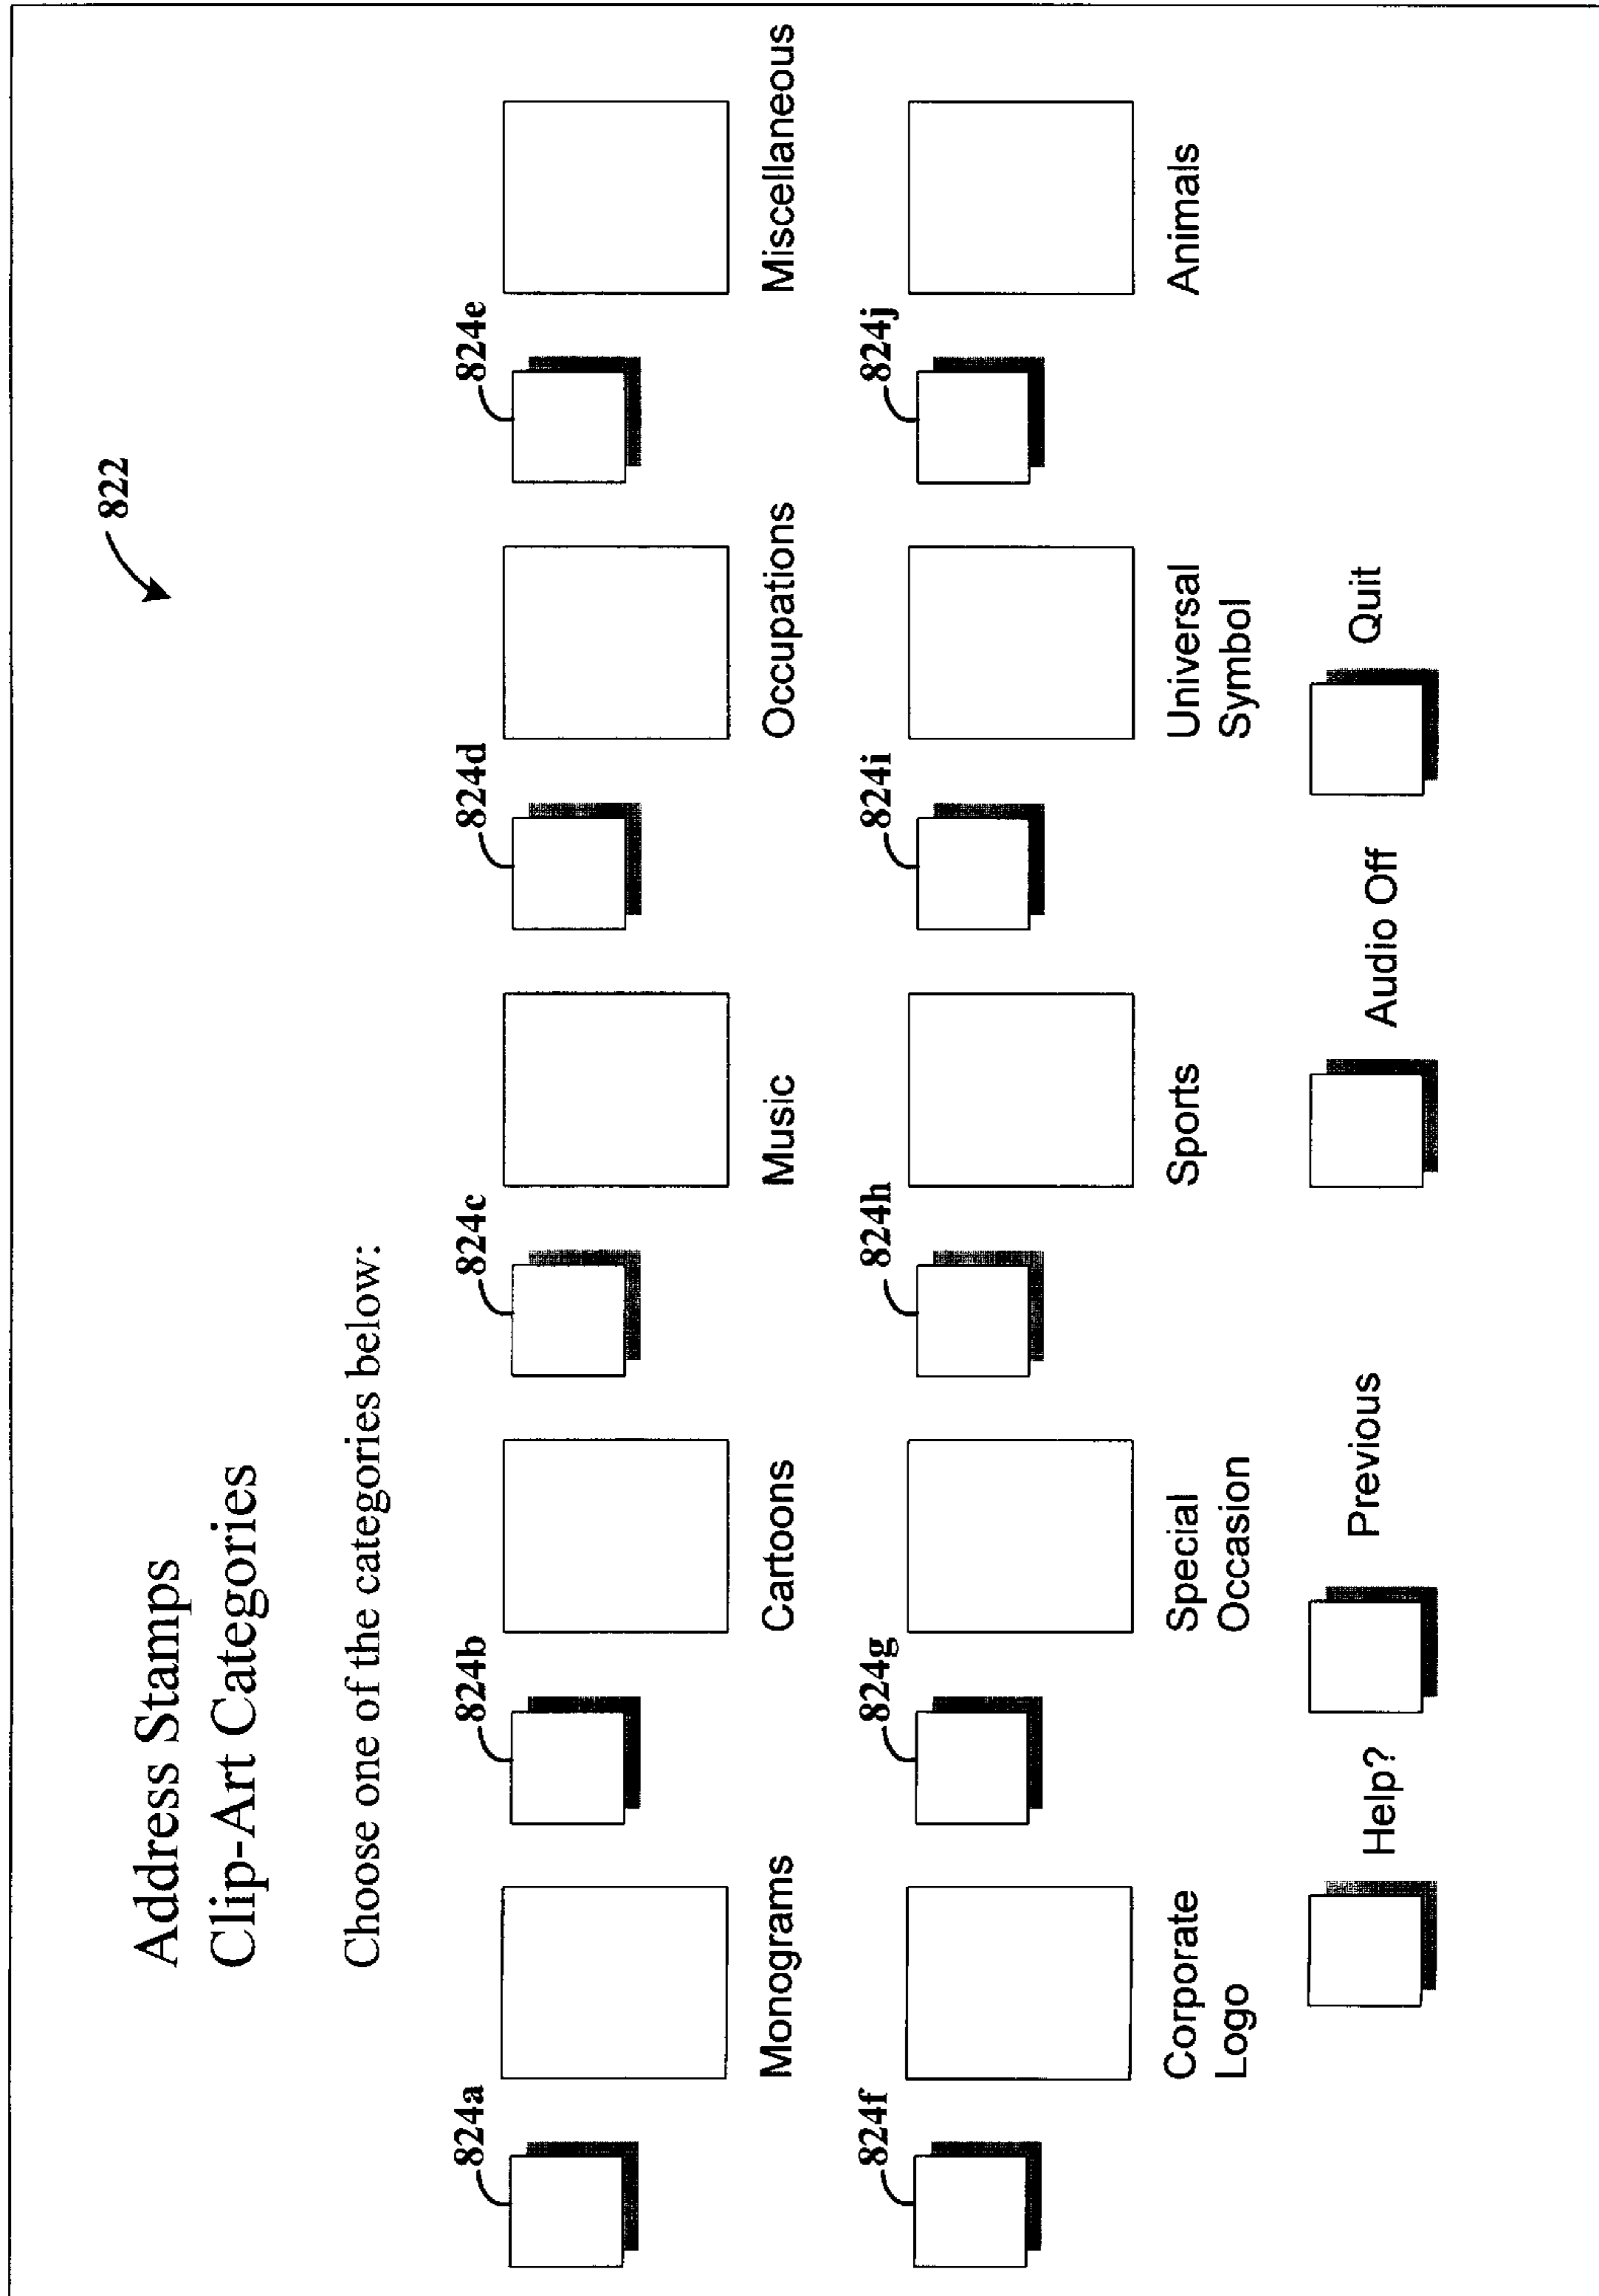 822
Address Stamps
Clip-Art Categories
Choose one of the categories below:
824a
824b
824c
824d
824e
Monograms
Cartoons
Music
Occupations
Miscellaneous
824f
824g
824h
824i
824j
Corporate
Logo
Special
Occasion
Sports
Universal
Symbol
Animals
Help?
Previous
Audio Off
Quit